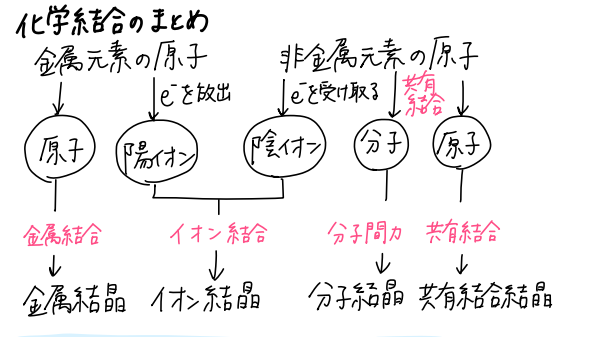 化学結合のまとめ
金属元素の原子 非金属元素の原子
e⁻を放出 e⁻を受け取る 共有結合
原子 陽イオン 陰イオン 分子 原子
金属結合 イオン結合 分子間力 共有結合
金属結晶 イオン結晶 分子結晶 共有結合結晶